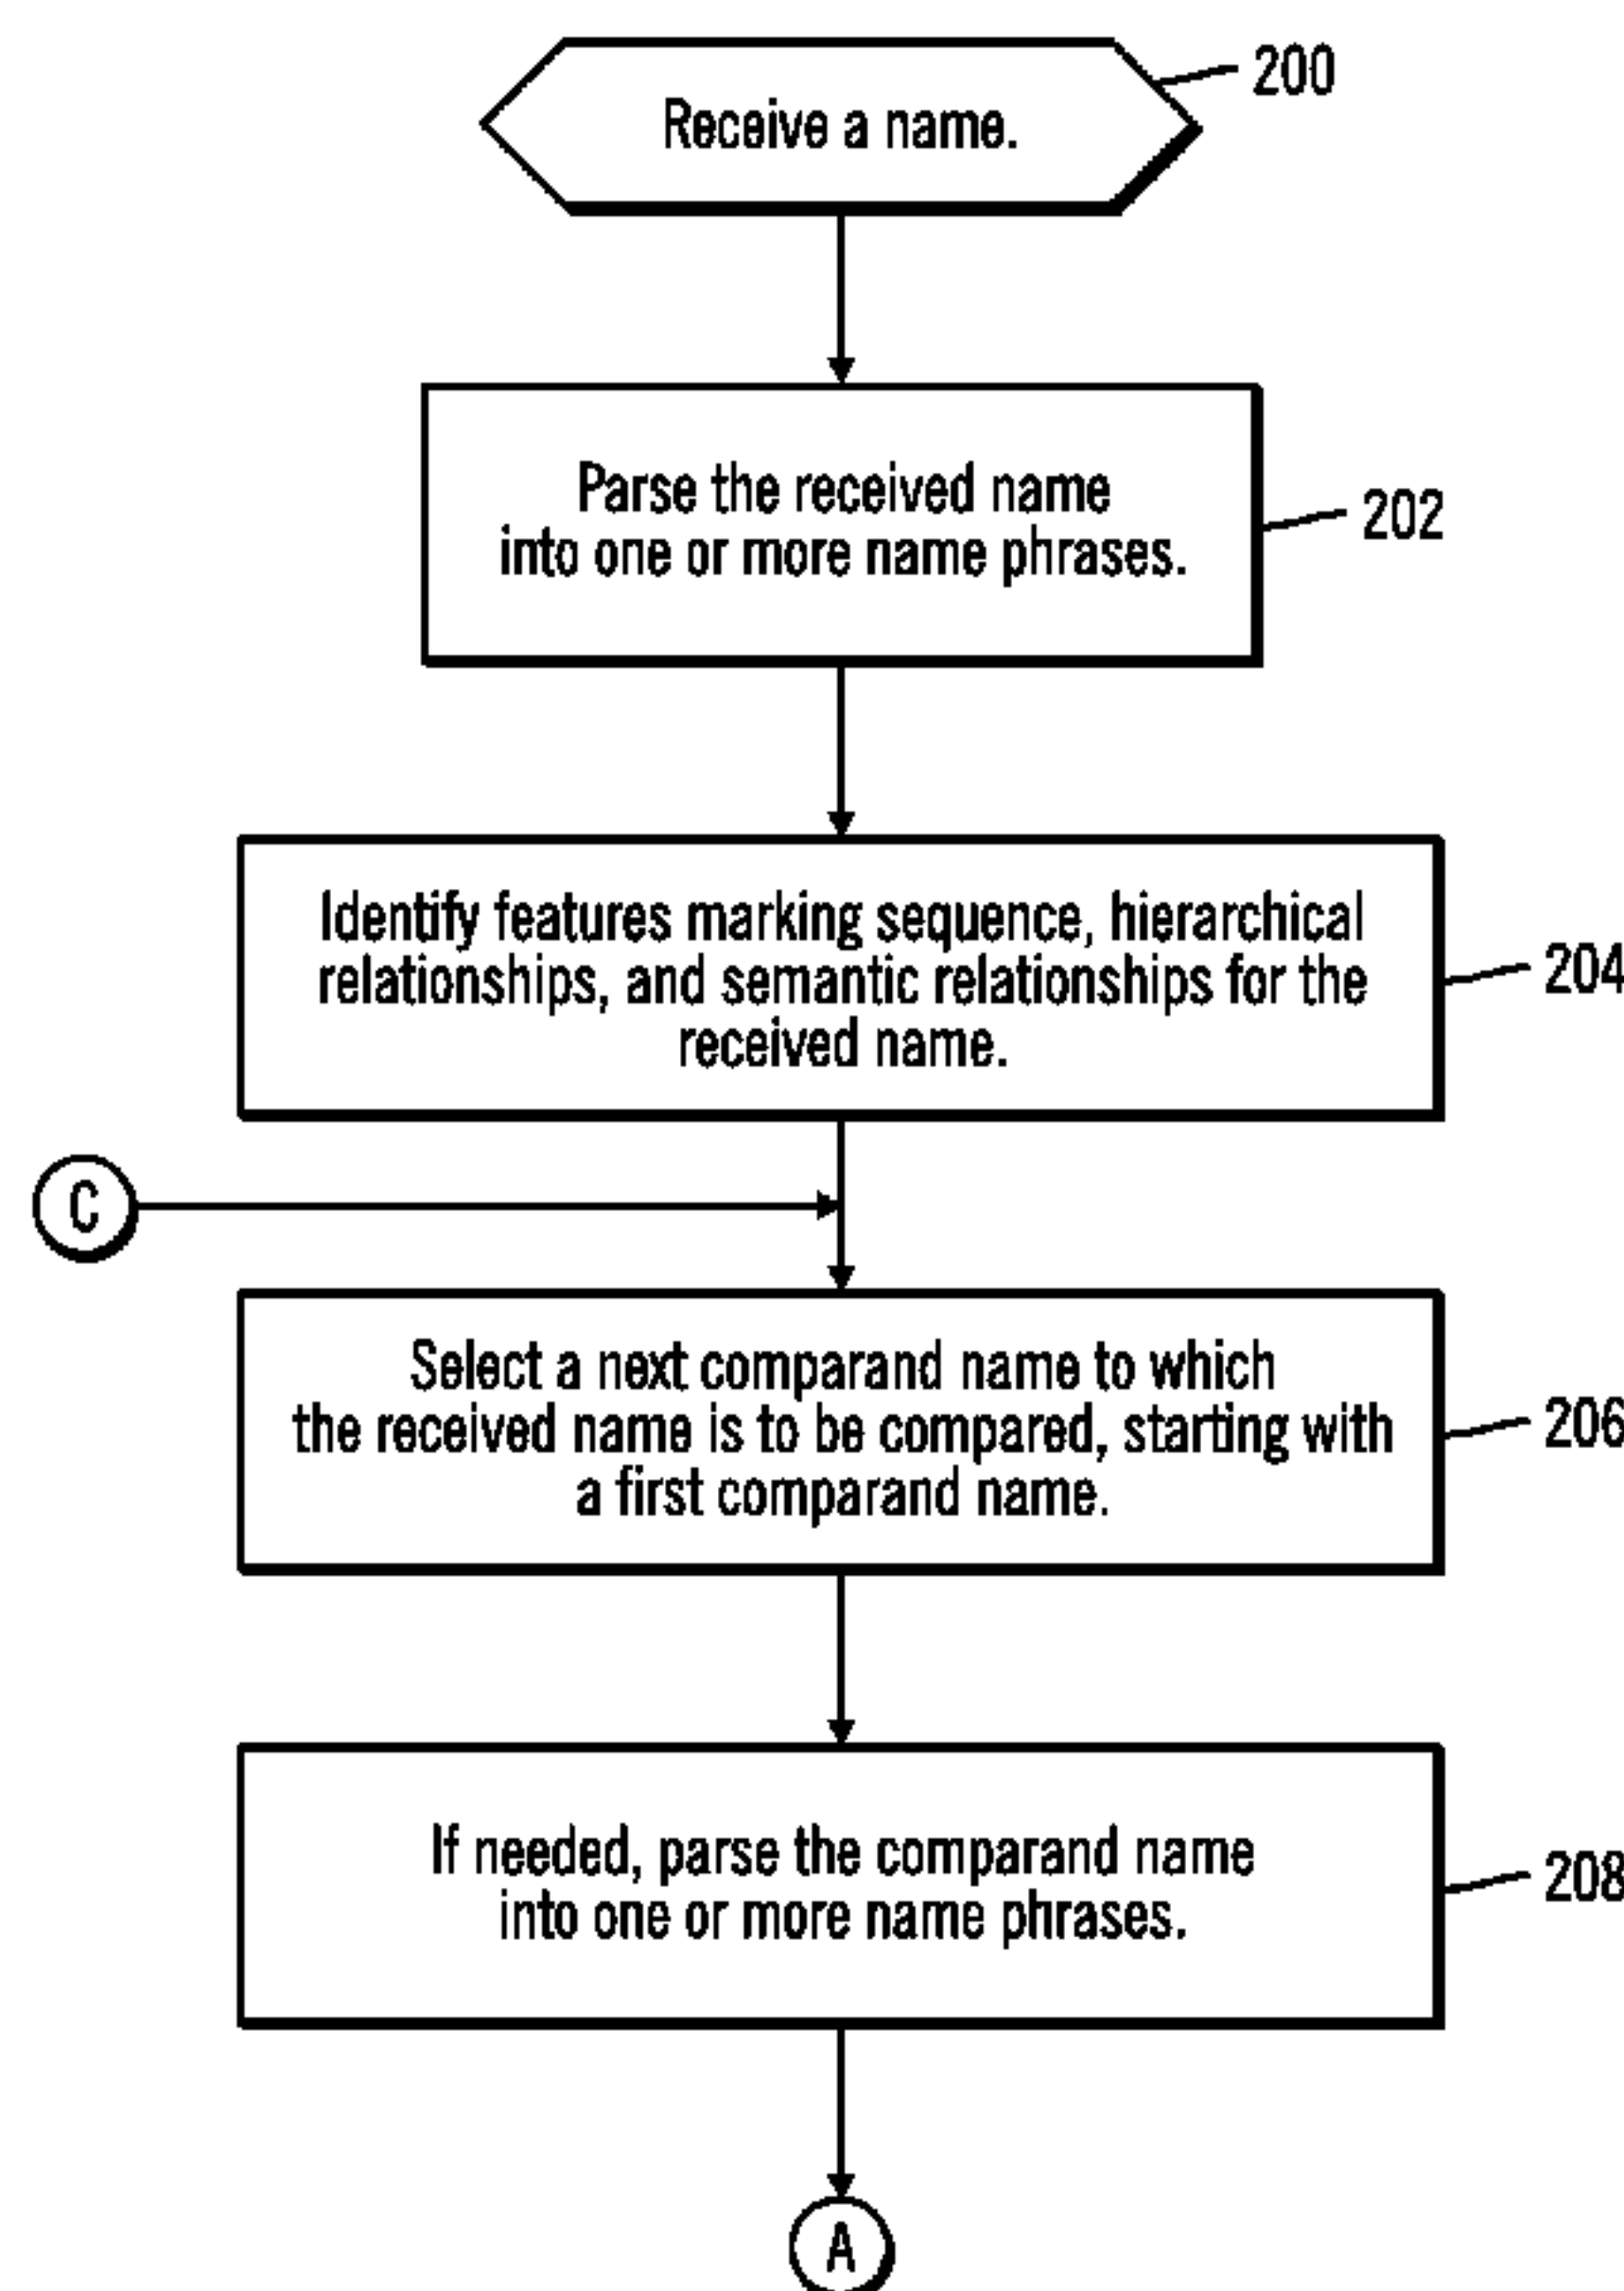 Receive a name.
200
Parse the received name
into one or more name phrases.
202
Identify features marking sequence, hierarchical
relationships, and semantic relationships for the
received name.
204
C
Select a next comparand name to which
the received name is to be compared, starting with
a first comparand name.
206
If needed, parse the comparand name
into one or more name phrases.
208
A